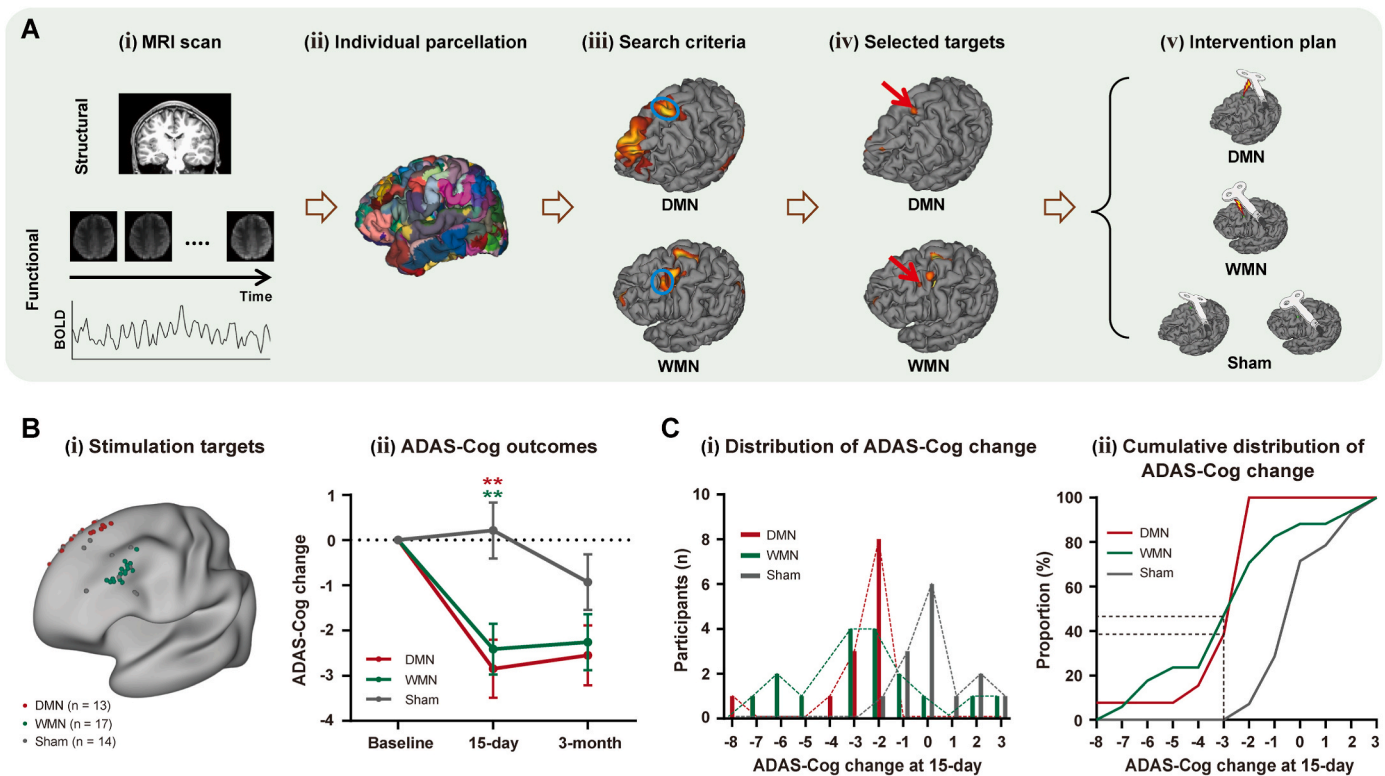 A
(i) MRI scan
(ii) Individual parcellation
(iii) Search criteria
(iv) Selected targets
(v) Intervention plan
Structural
Functional
....
Time
BOLD
DMN
WMN
DMN
WMN
DMN
WMN
Sham
B
(i) Stimulation targets
DMN (n = 13)
WMN (n = 17)
Sham (n = 14)
(ii) ADAS-Cog outcomes
**
**
ADAS-Cog change
1
0
-1
-2
-3
-4
DMN
WMN
Sham
Baseline 15-day 3-month
C
(i) Distribution of ADAS-Cog change
Participants (n)
10
8
6
4
2
0
DMN
WMN
Sham
-8 -7 -6 -5 -4 -3 -2 -1 0 1 2 3
ADAS-Cog change at 15-day
(ii) Cumulative distribution of
ADAS-Cog change
Proportion (%)
100
80
60
40
20
0
DMN
WMN
Sham
-8 -7 -6 -5 -4 -3 -2 -1 0 1 2 3
ADAS-Cog change at 15-day